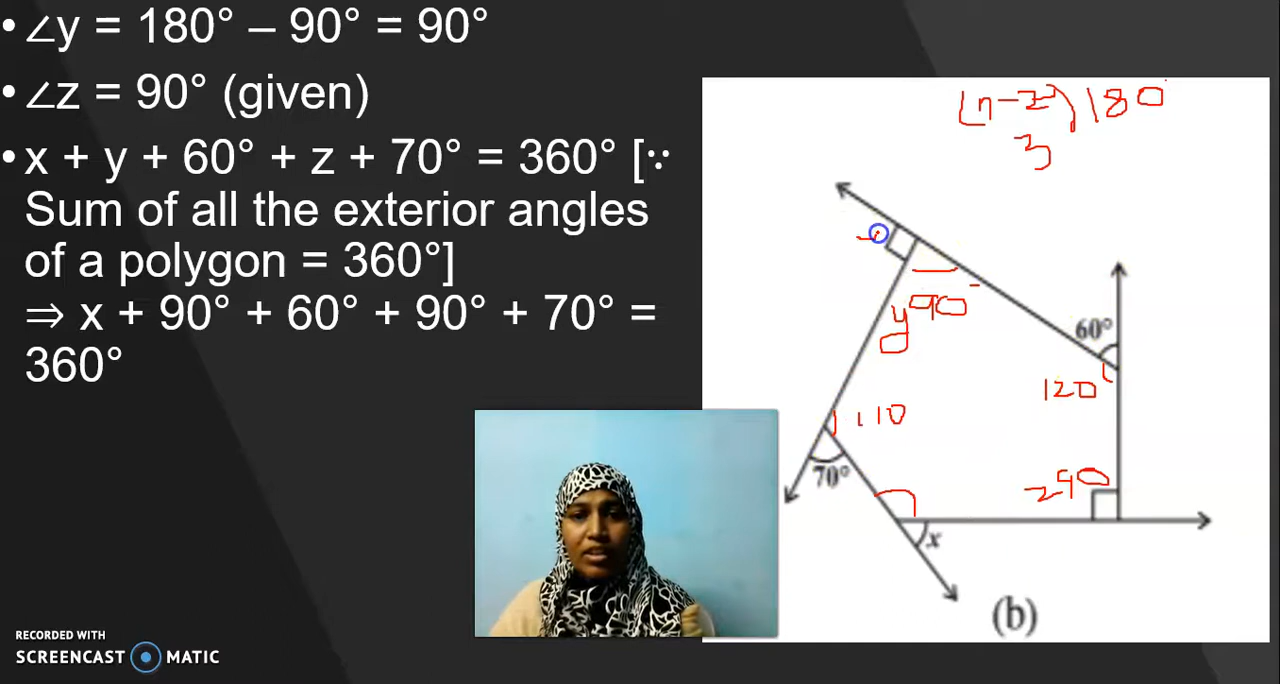 • ∠y = 180° – 90° = 90°
• ∠z = 90° (given)
• x + y + 60° + z + 70° = 360° [∵
Sum of all the exterior angles
of a polygon = 360°]
⇒ x + 90° + 60° + 90° + 70° =
360°
(n-2)180°
3
y 90
60°
120
110
70°
z 90
x
(b)
RECORDED WITH
SCREENCAST MATIC